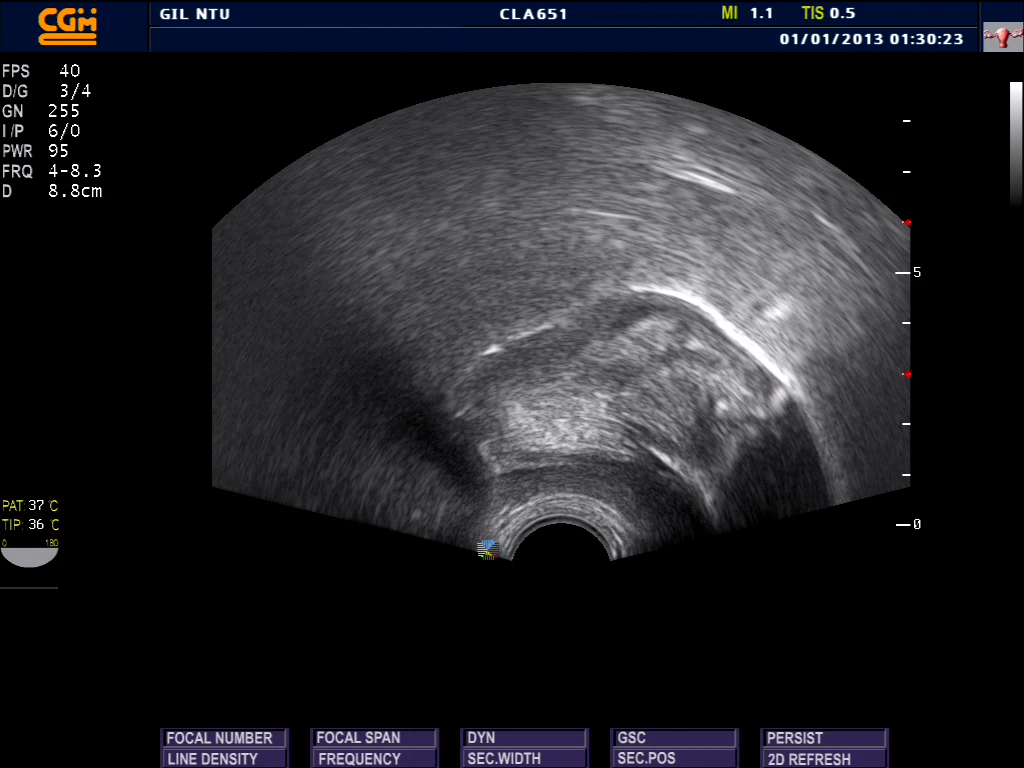 CGM
GIL NTU CLA651 MI 1.1 TIS 0.5
01/01/2013 01:30:23
FPS 40
D/G 3/4
GN 255
I/P 6/0
PWR 95
FRQ 4-8.3
D 8.8cm
5
PAT: 37 °C
TIP: 36 °C
0 180
0
FOCAL NUMBER FOCAL SPAN DYN GSC PERSIST
LINE DENSITY FREQUENCY SEC.WIDTH SEC.POS 2D REFRESH